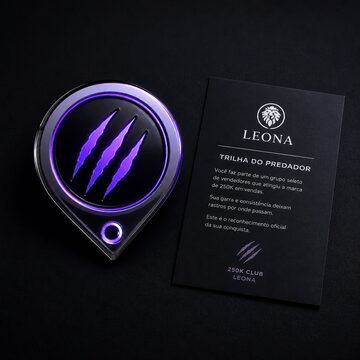 LEONA
TRILHA DO PREDADOR
Você faz parte de um grupo seleto
de vendedores que atingiu a marca
de 250K em vendas.
Sua garra e consistência deixam
rastros por onde passam.
Este é o reconhecimento oficial
da sua conquista.
250K CLUB
LEONA